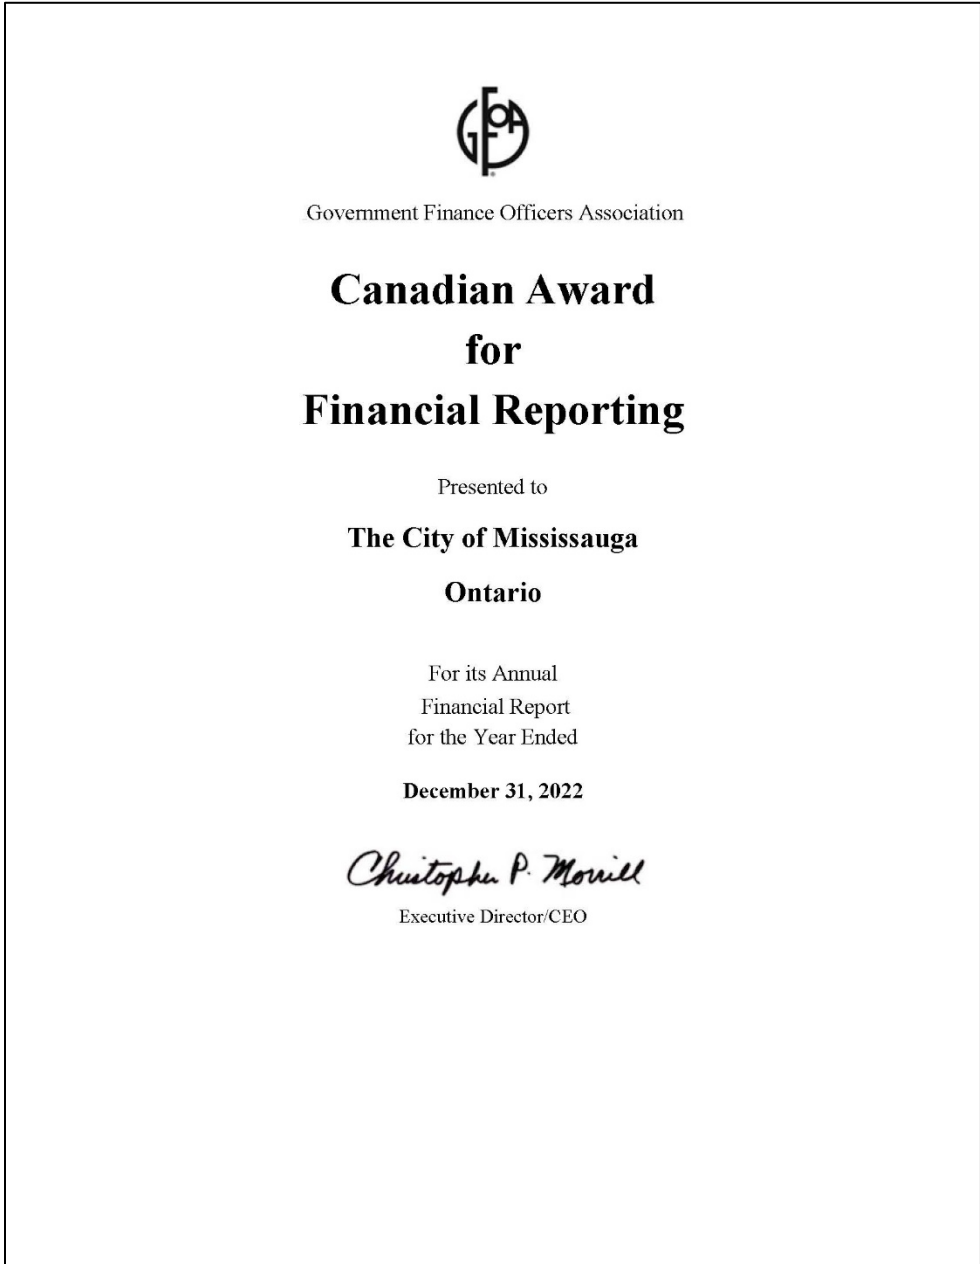 GFOA
Government Finance Officers Association
Canadian Award
for
Financial Reporting
Presented to
The City of Mississauga
Ontario
For its Annual
Financial Report
for the Year Ended
December 31, 2022
Christopher P. Morrill
Executive Director/CEO